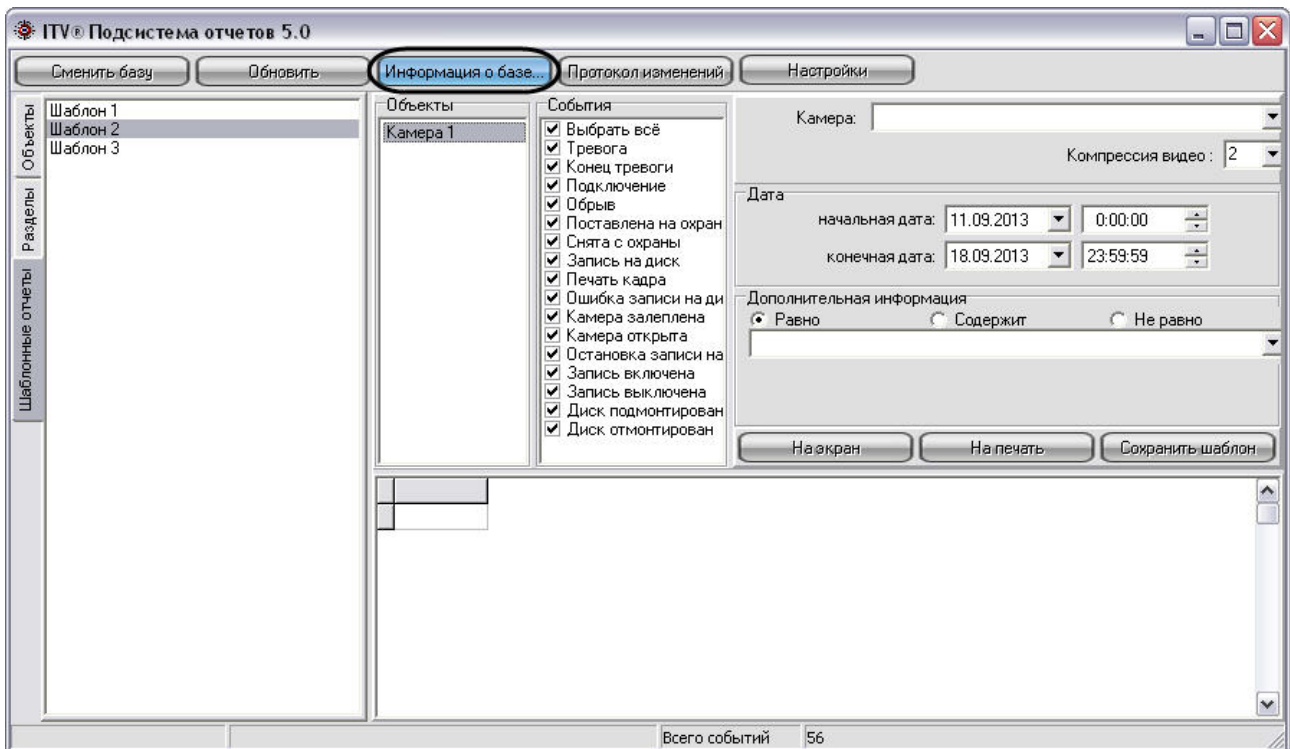 ITV® Подсистема отчетов 5.0
Сменить базу Обновить Информация о базе... Протокол изменений Настройки
Объекты
Разделы
Шаблонные отчеты
Шаблон 1
Шаблон 2
Шаблон 3
Объекты
Камера 1
События
Выбрать всё
Тревога
Конец тревоги
Подключение
Обрыв
Поставлена на охран
Снята с охраны
Запись на диск
Печать кадра
Ошибка записи на ди
Камера залеплена
Камера открыта
Остановка записи на
Запись включена
Запись выключена
Диск подмонтирован
Диск отмонтирован
Камера:
Компрессия видео : 2
Дата
начальная дата: 11.09.2013 0:00:00
конечная дата: 18.09.2013 23:59:59
Дополнительная информация
Равно Содержит Не равно
На экран На печать Сохранить шаблон
Всего событий 56